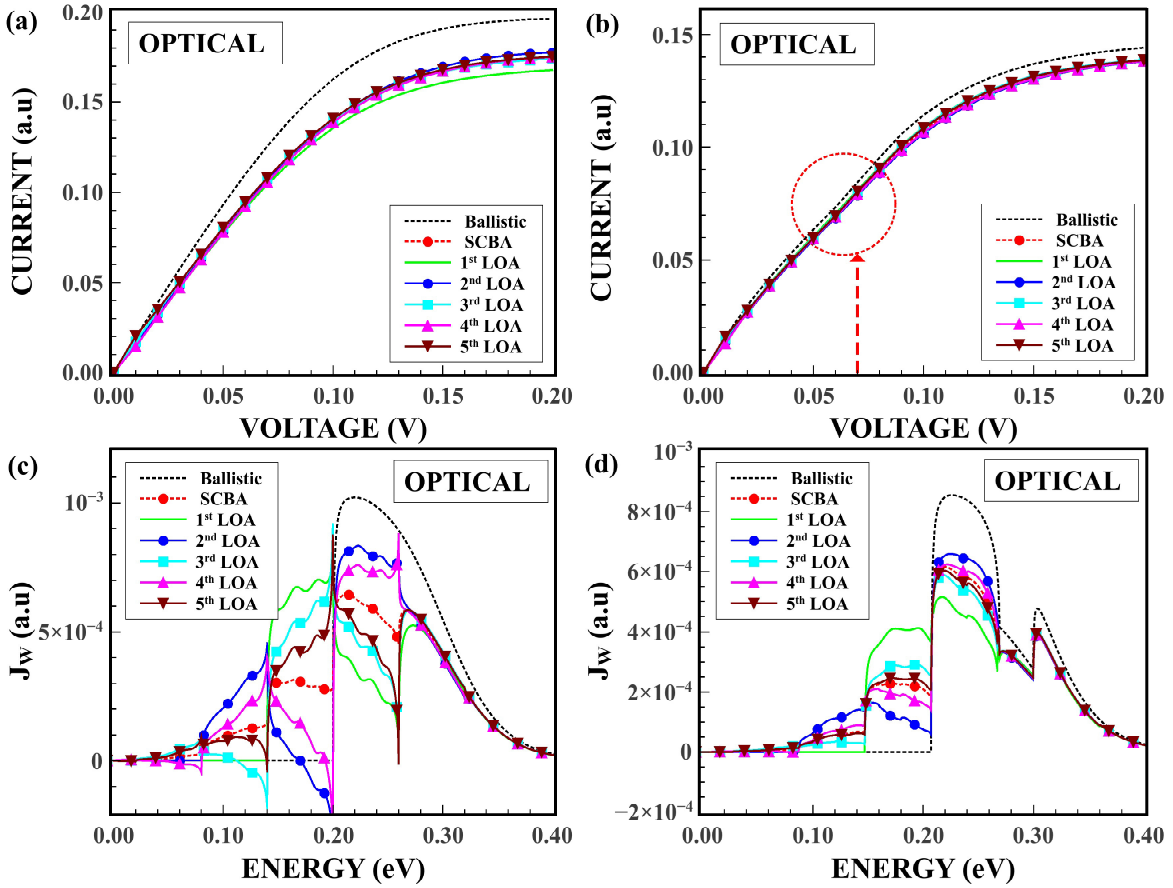 (a)
OPTICAL
CURRENT (a.u)
0.20
0.15
0.10
0.05
0.00
Ballistic
SCBA
1st LOA
2nd LOA
3rd LOA
4th LOA
5th LOA
0.00 0.05 0.10 0.15 0.20
VOLTAGE (V)
(b)
OPTICAL
CURRENT (a.u)
0.15
0.10
0.05
0.00
Ballistic
SCBA
1st LOA
2nd LOA
3rd LOA
4th LOA
5th LOA
0.00 0.05 0.10 0.15 0.20
VOLTAGE (V)
(c)
OPTICAL
Ballistic
SCBA
1st LOA
2nd LOA
3rd LOA
4th LOA
5th LOA
JW (a.u)
10⁻³
5×10⁻⁴
0
0.00 0.10 0.20 0.30 0.40
ENERGY (eV)
(d)
OPTICAL
Ballistic
SCBA
1st LOA
2nd LOA
3rd LOA
4th LOA
5th LOA
JW (a.u)
10⁻³
8×10⁻⁴
6×10⁻⁴
4×10⁻⁴
2×10⁻⁴
0
−2×10⁻⁴
0.00 0.10 0.20 0.30 0.40
ENERGY (eV)